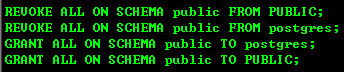 REVOKE ALL ON SCHEMA public FROM PUBLIC;
REVOKE ALL ON SCHEMA public FROM postgres;
GRANT ALL ON SCHEMA public TO postgres;
GRANT ALL ON SCHEMA public TO PUBLIC;